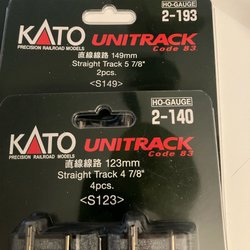 HO-GAUGE
2-193
KATO
PRECISION RAILROAD MODELS
UNITRACK
Code 83
直線線路 149mm
Straight Track 5 7/8"
2pcs.
<S149>
HO-GAUGE
2-140
KATO
PRECISION RAILROAD MODELS
UNITRACK
Code 83
直線線路 123mm
Straight Track 4 7/8"
4pcs.
<S123>